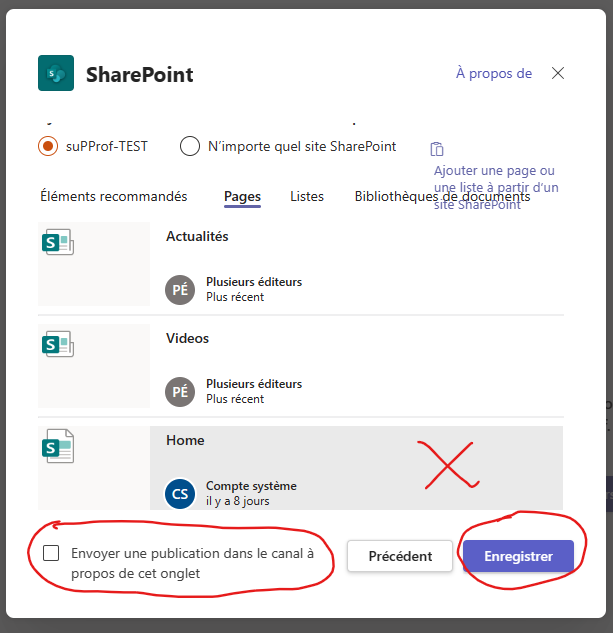 SharePoint
À propos de
suPProf-TEST
N'importe quel site SharePoint
Ajouter une page ou
une liste à partir d'un
site SharePoint
Éléments recommandés
Pages
Listes
Bibliothèques de documents
Actualités
PÉ
Plusieurs éditeurs
Plus récent
Videos
PÉ
Plusieurs éditeurs
Plus récent
Home
CS
Compte système
il y a 8 jours
Envoyer une publication dans le canal à
propos de cet onglet
Précédent
Enregistrer